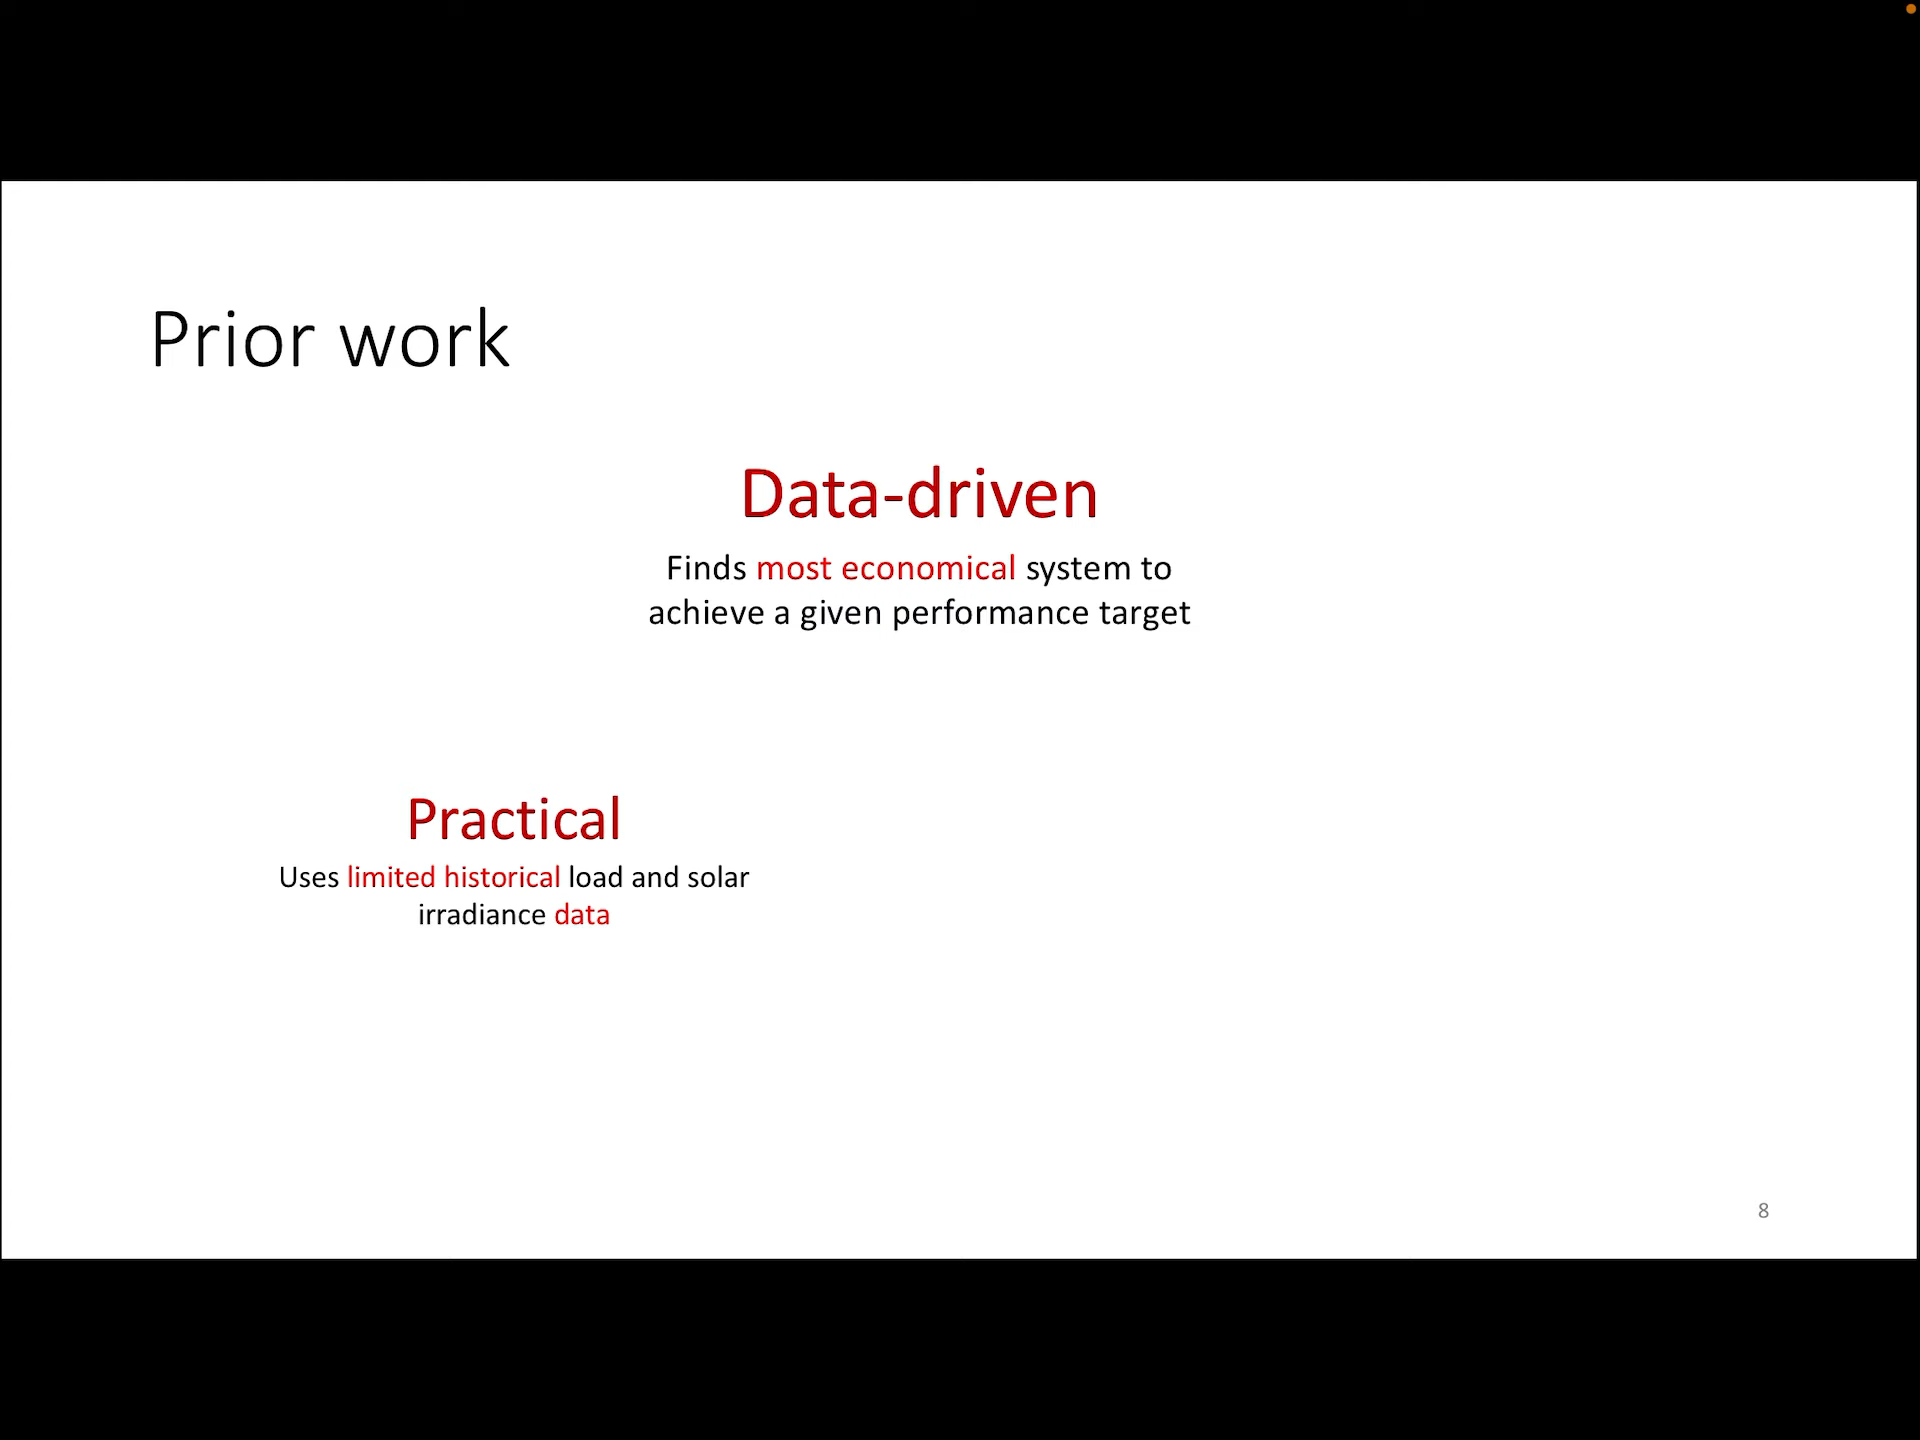 Prior work
Data-driven
Finds most economical system to
achieve a given performance target
Practical
Uses limited historical load and solar
irradiance data
8